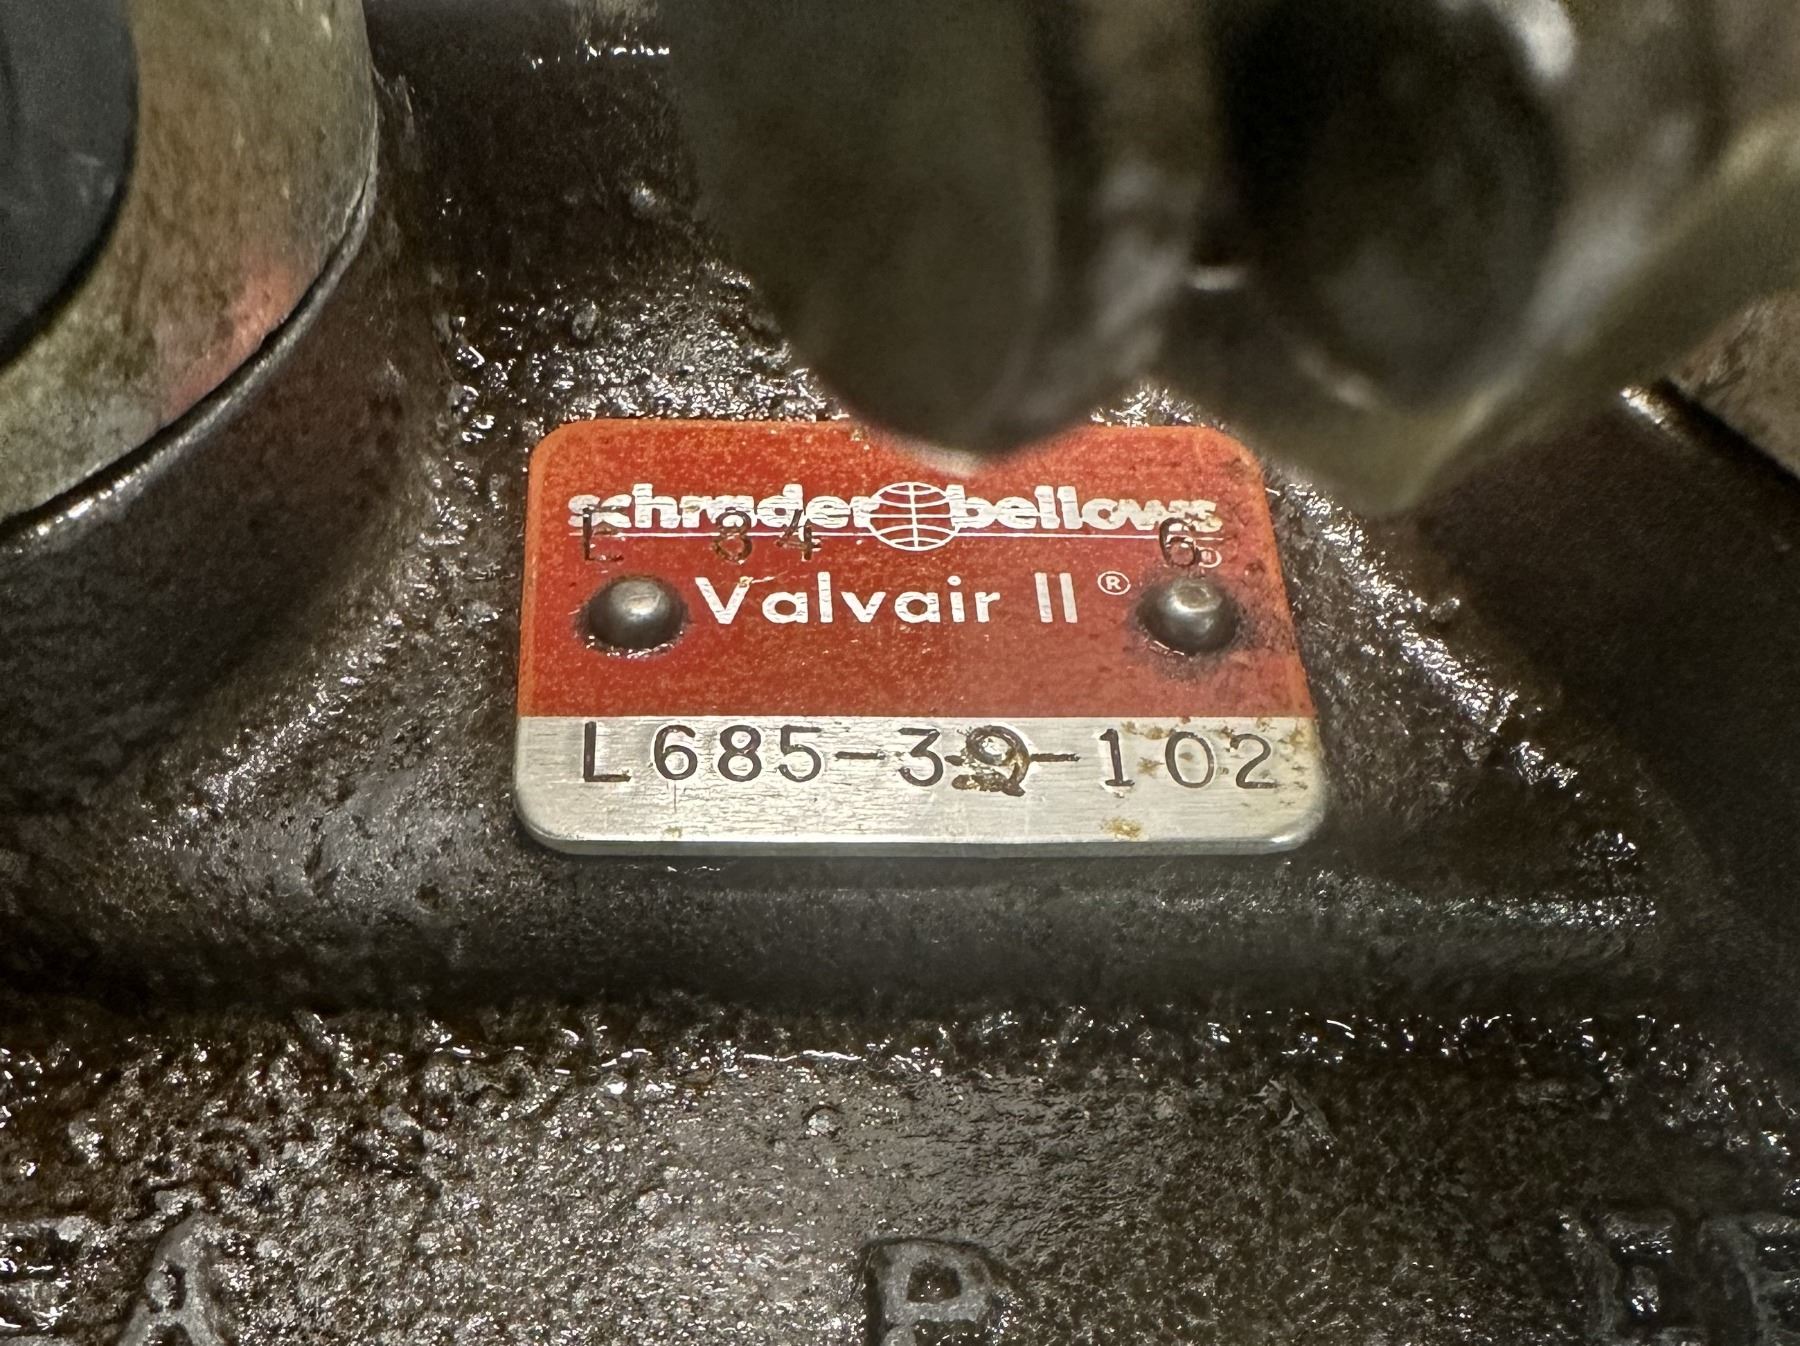 schrader bellows
L 84 6 ®
Valvair II ®
L685-39-102
A P